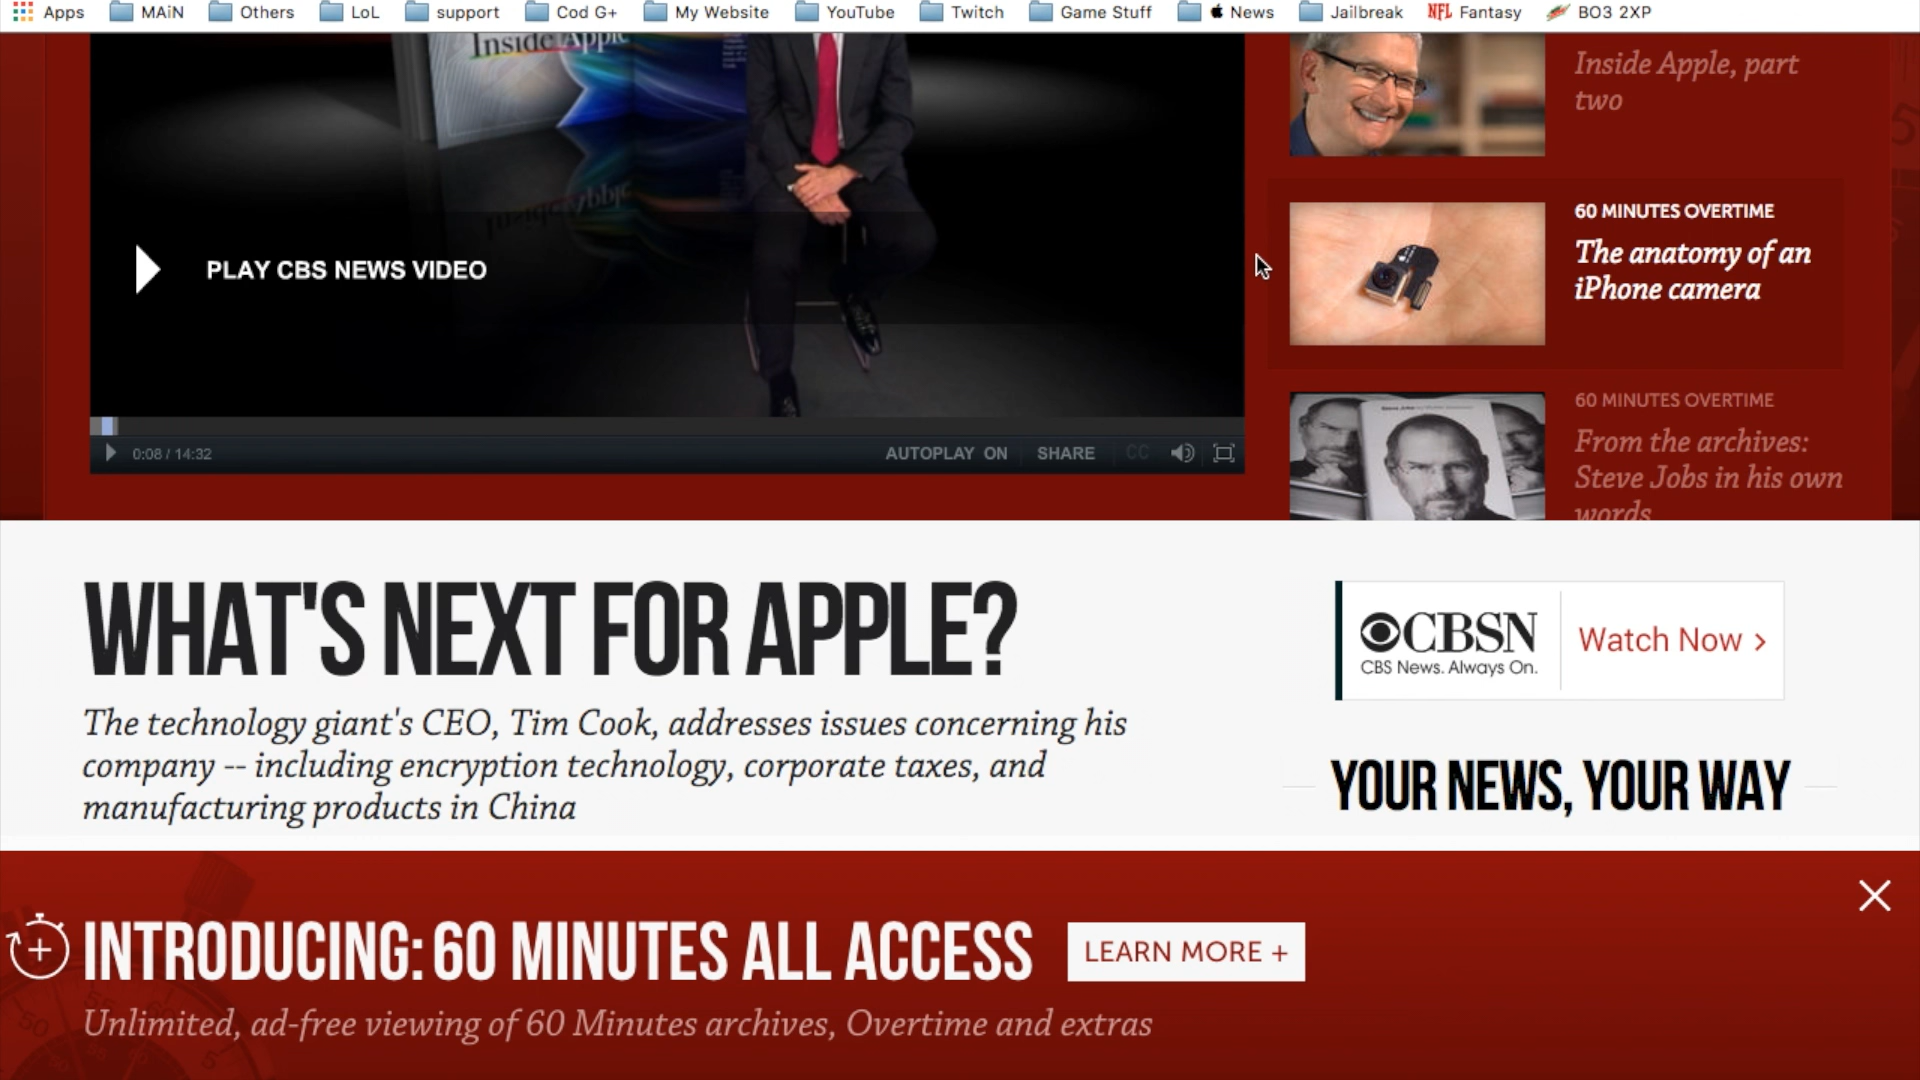 Apps MAiN Others LoL support Cod G+ My Website YouTube Twitch Game Stuff News Jailbreak NFL Fantasy BO3 2XP
Inside Apple
PLAY CBS NEWS VIDEO
0:08 / 14:32 AUTOPLAY ON SHARE CC
Inside Apple, part
two
60 MINUTES OVERTIME
The anatomy of an
iPhone camera
60 MINUTES OVERTIME
From the archives:
Steve Jobs in his own
words
WHAT'S NEXT FOR APPLE?
The technology giant's CEO, Tim Cook, addresses issues concerning his
company -- including encryption technology, corporate taxes, and
manufacturing products in China
CBSN
CBS News. Always On.
Watch Now >
YOUR NEWS, YOUR WAY
INTRODUCING: 60 MINUTES ALL ACCESS
LEARN MORE +
Unlimited, ad-free viewing of 60 Minutes archives, Overtime and extras